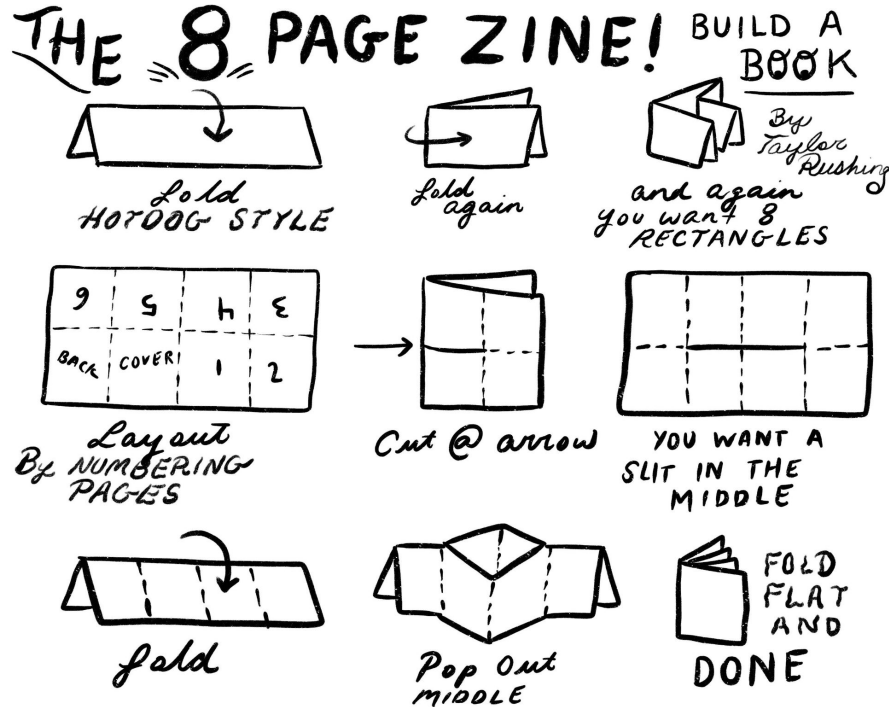 THE 8 PAGE ZINE!
BUILD A
BOOK
By
Taylor
Rushing
fold
HOTDOG STYLE
fold
again
and again
you want 8
RECTANGLES
6 5 4 3
BACK COVER 1 2
Layout
By NUMBERING
PAGES
Cut @ arrow
YOU WANT A
SLIT IN THE
MIDDLE
fold
Pop Out
MIDDLE
FOLD
FLAT
AND
DONE